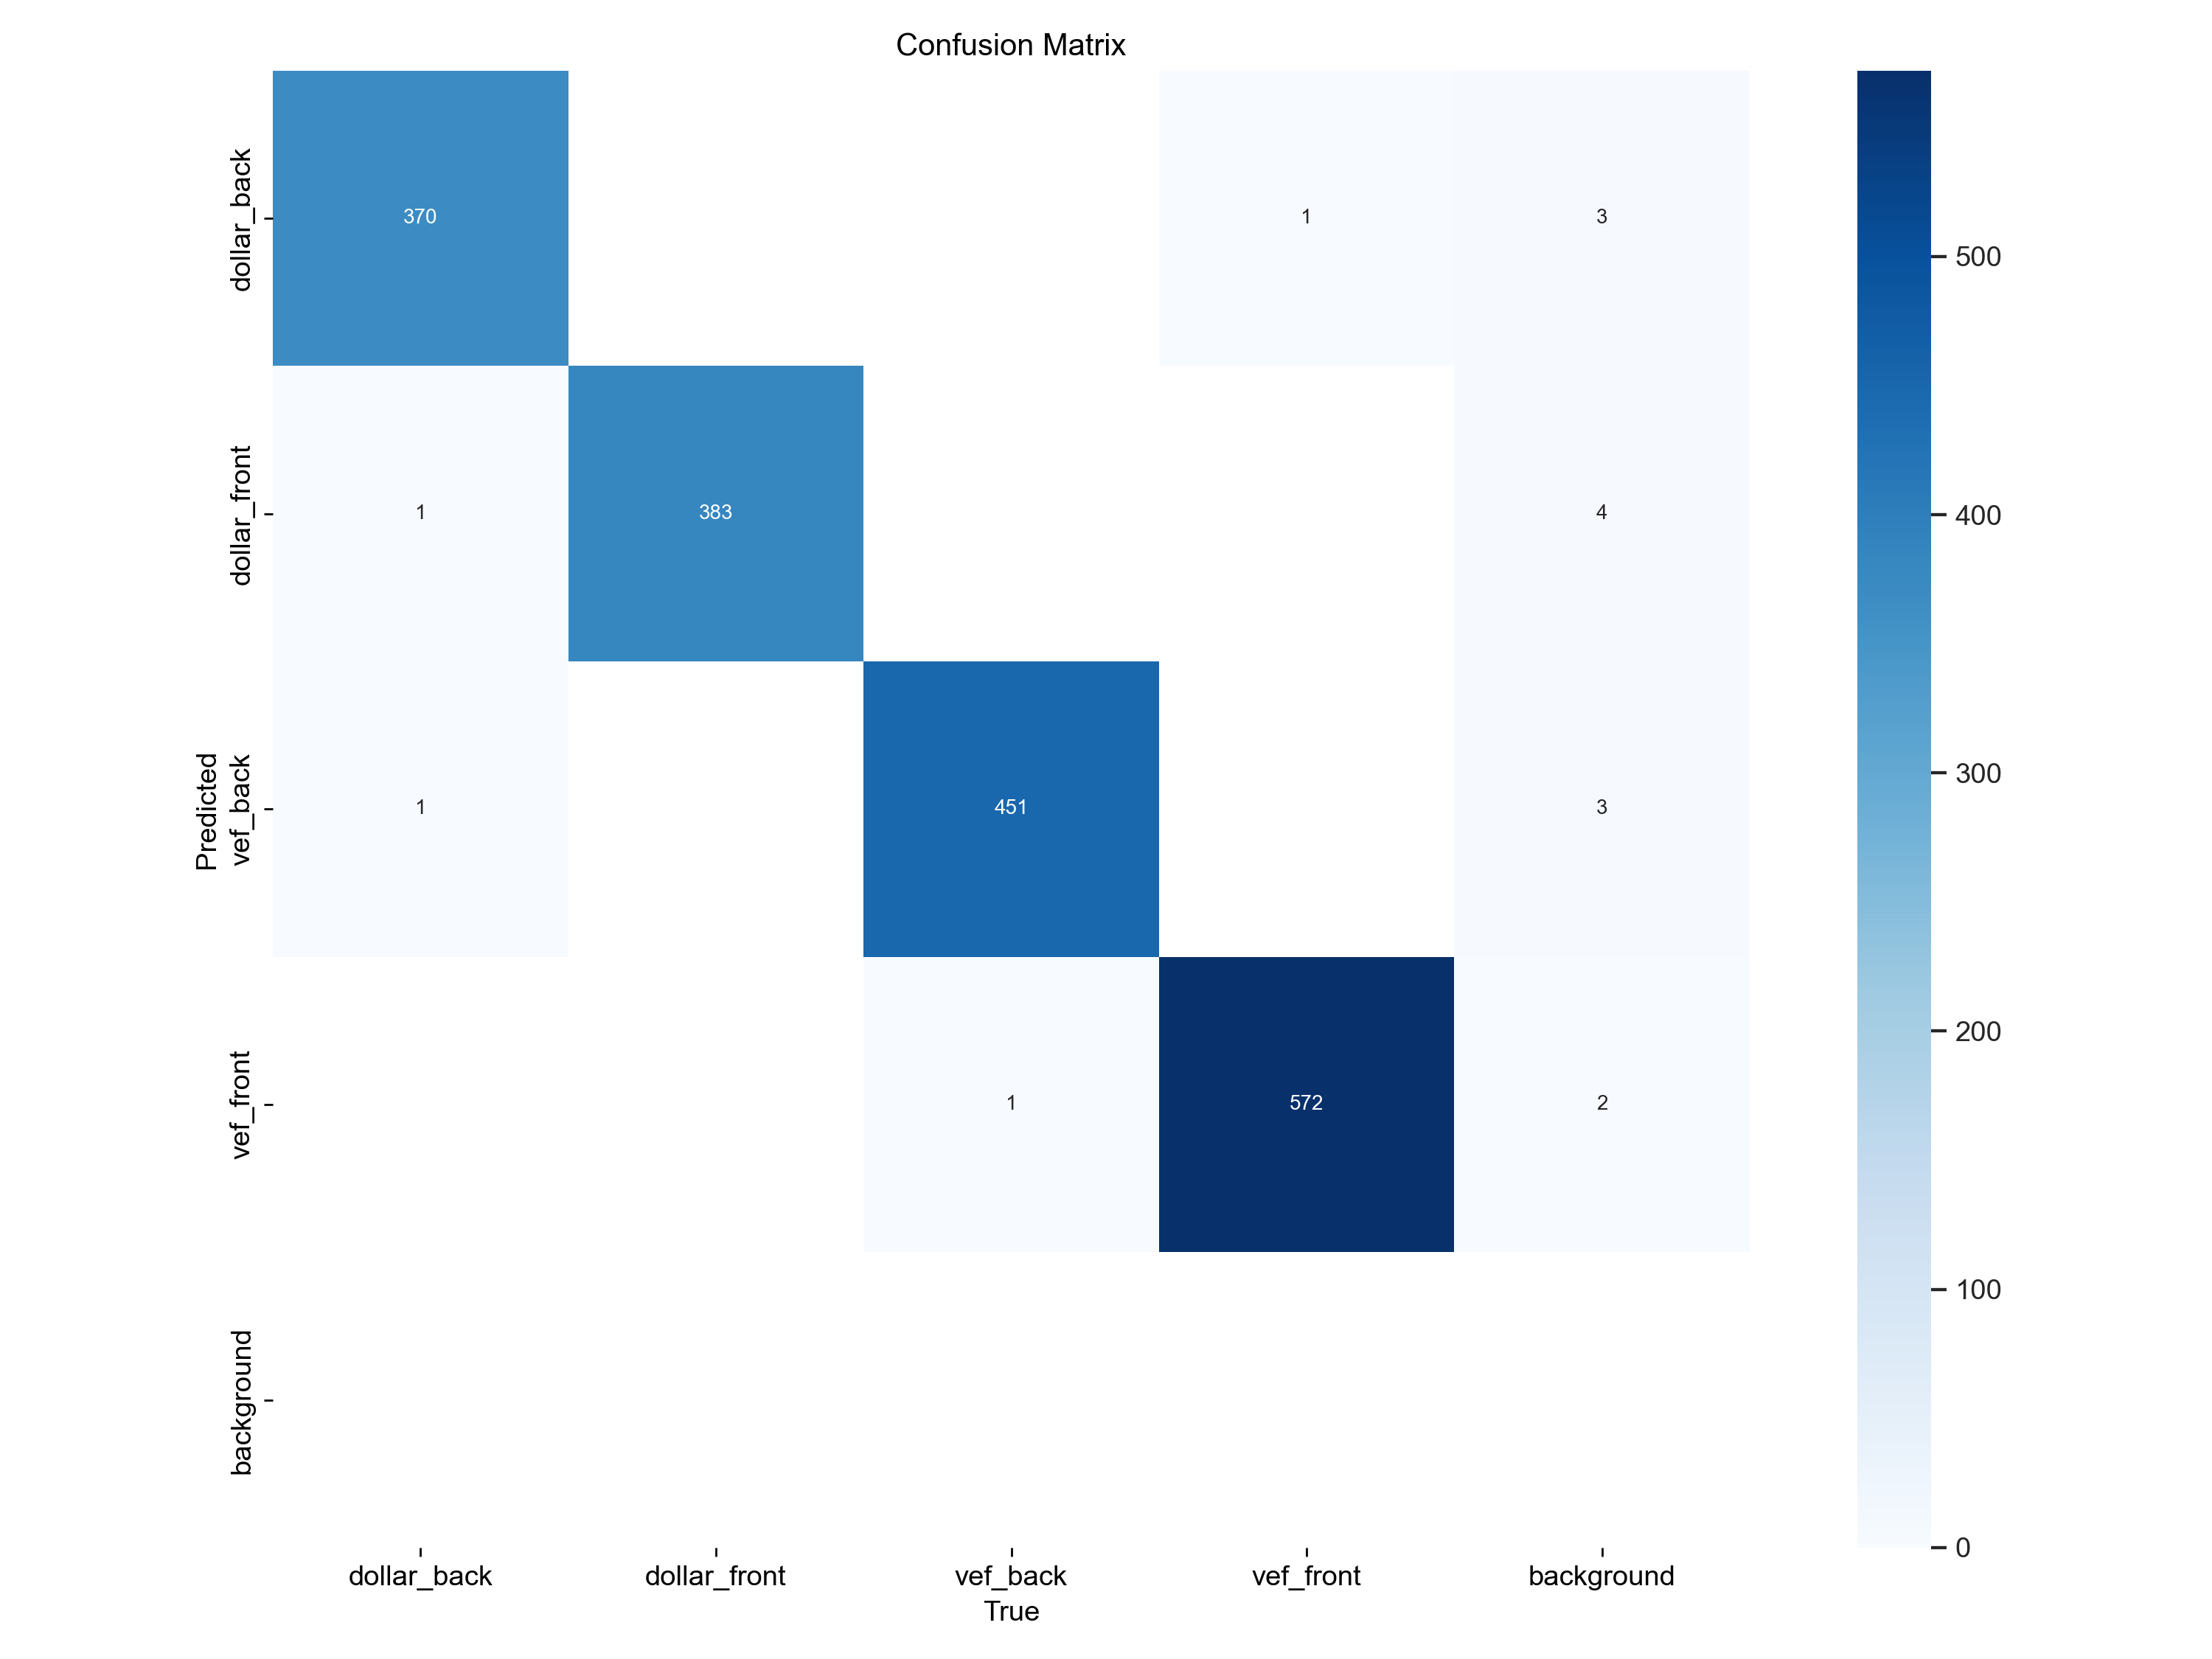 Confusion Matrix
dollar_back
370
1
3
dollar_front
1
383
4
Predicted
vef_back
1
451
3
vef_front
1
572
2
background
dollar_back
dollar_front
vef_back
vef_front
background
True
500
400
300
200
100
0